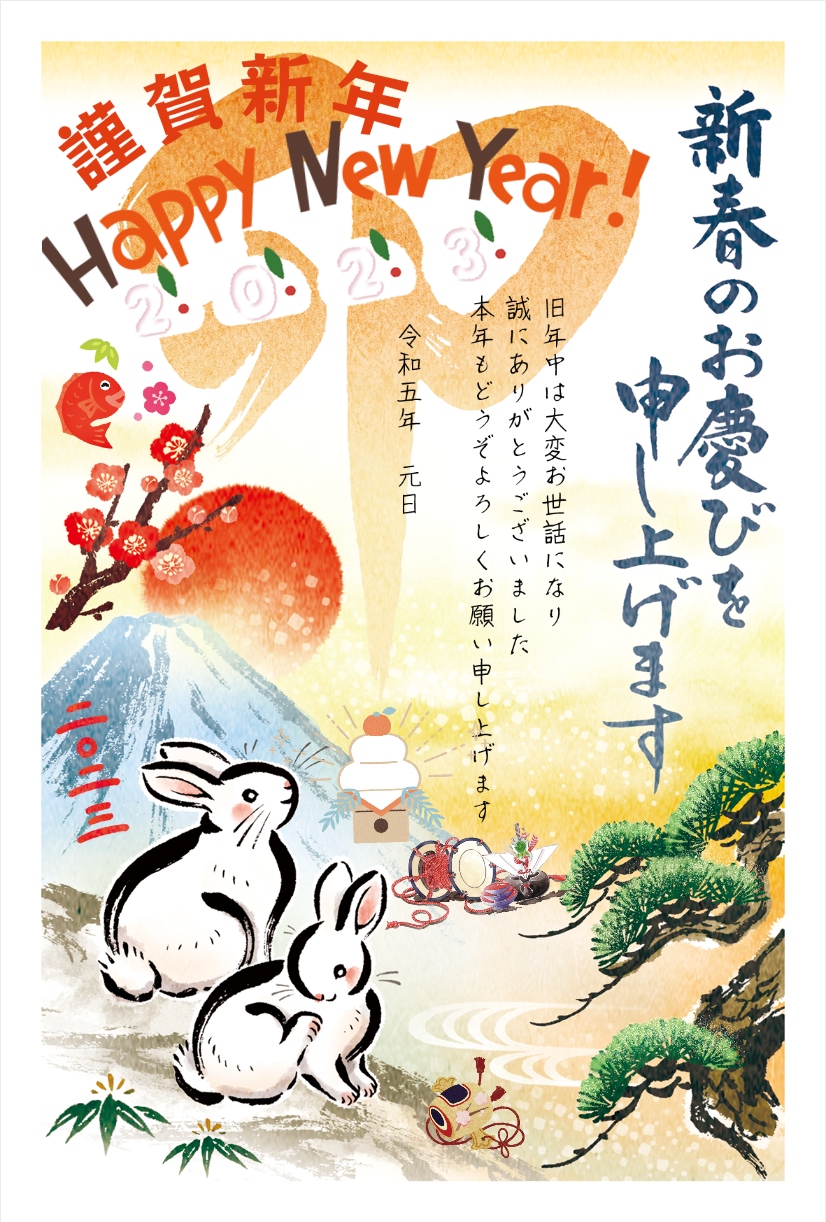 謹賀新年
Happy New Year!
2023
卯
新春のお慶びを
申し上げます
旧年中は大変お世話になり
誠にありがとうございました
本年もどうぞよろしくお願い申し上げます
令和五年　元日
二〇二三